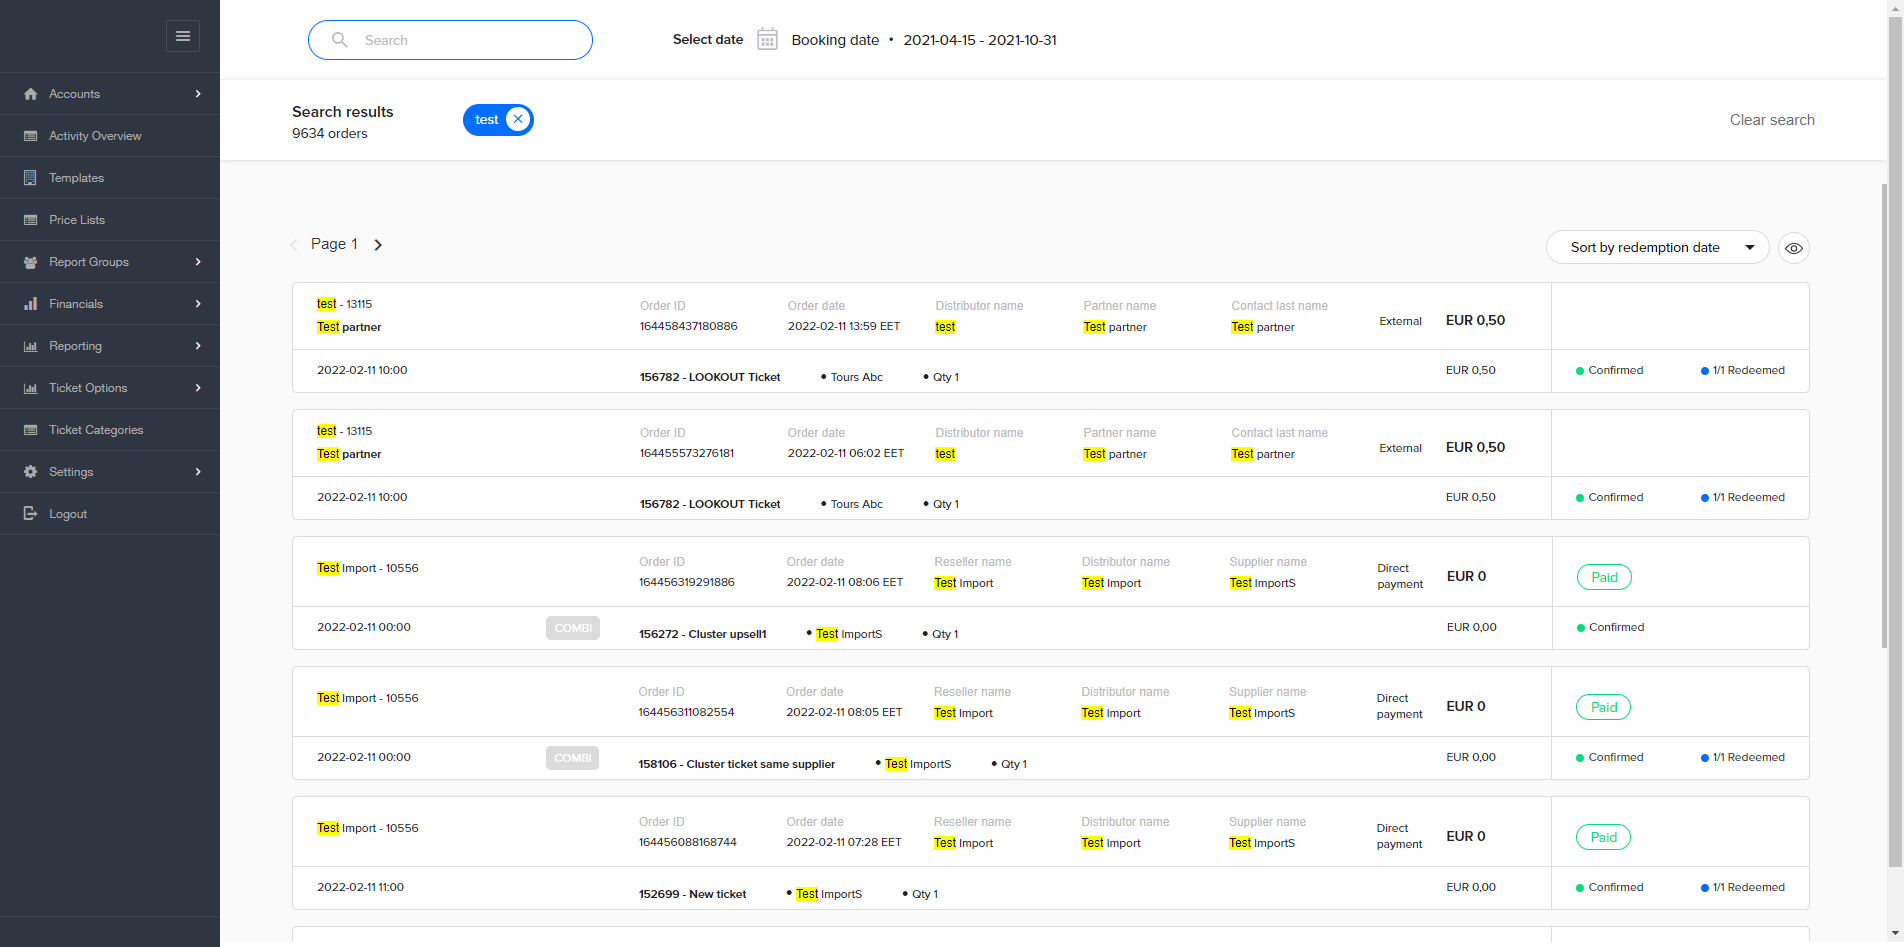 Search
Select date Booking date • 2021-04-15 - 2021-10-31
Accounts
Activity Overview
Templates
Price Lists
Report Groups
Financials
Reporting
Ticket Options
Ticket Categories
Settings
Logout
Search results
9634 orders
test
Clear search
Page 1
Sort by redemption date
test - 13115
Test partner
Order ID
164458437180886
Order date
2022-02-11 13:59 EET
Distributor name
test
Partner name
Test partner
Contact last name
Test partner
External
EUR 0,50
2022-02-11 10:00
156782 - LOOKOUT Ticket • Tours Abc • Qty 1
EUR 0,50
Confirmed
1/1 Redeemed
test - 13115
Test partner
Order ID
164455573276181
Order date
2022-02-11 06:02 EET
Distributor name
test
Partner name
Test partner
Contact last name
Test partner
External
EUR 0,50
2022-02-11 10:00
156782 - LOOKOUT Ticket • Tours Abc • Qty 1
EUR 0,50
Confirmed
1/1 Redeemed
Test Import - 10556
Order ID
164456319291886
Order date
2022-02-11 08:06 EET
Reseller name
Test Import
Distributor name
Test Import
Supplier name
Test ImportS
Direct
payment
EUR 0
Paid
2022-02-11 00:00
COMBI
156272 - Cluster upsell1 • Test ImportS • Qty 1
EUR 0,00
Confirmed
Test Import - 10556
Order ID
164456311082554
Order date
2022-02-11 08:05 EET
Reseller name
Test Import
Distributor name
Test Import
Supplier name
Test ImportS
Direct
payment
EUR 0
Paid
2022-02-11 00:00
COMBI
158106 - Cluster ticket same supplier • Test ImportS • Qty 1
EUR 0,00
Confirmed
1/1 Redeemed
Test Import - 10556
Order ID
164456088168744
Order date
2022-02-11 07:28 EET
Reseller name
Test Import
Distributor name
Test Import
Supplier name
Test ImportS
Direct
payment
EUR 0
Paid
2022-02-11 11:00
152699 - New ticket • Test ImportS • Qty 1
EUR 0,00
Confirmed
1/1 Redeemed